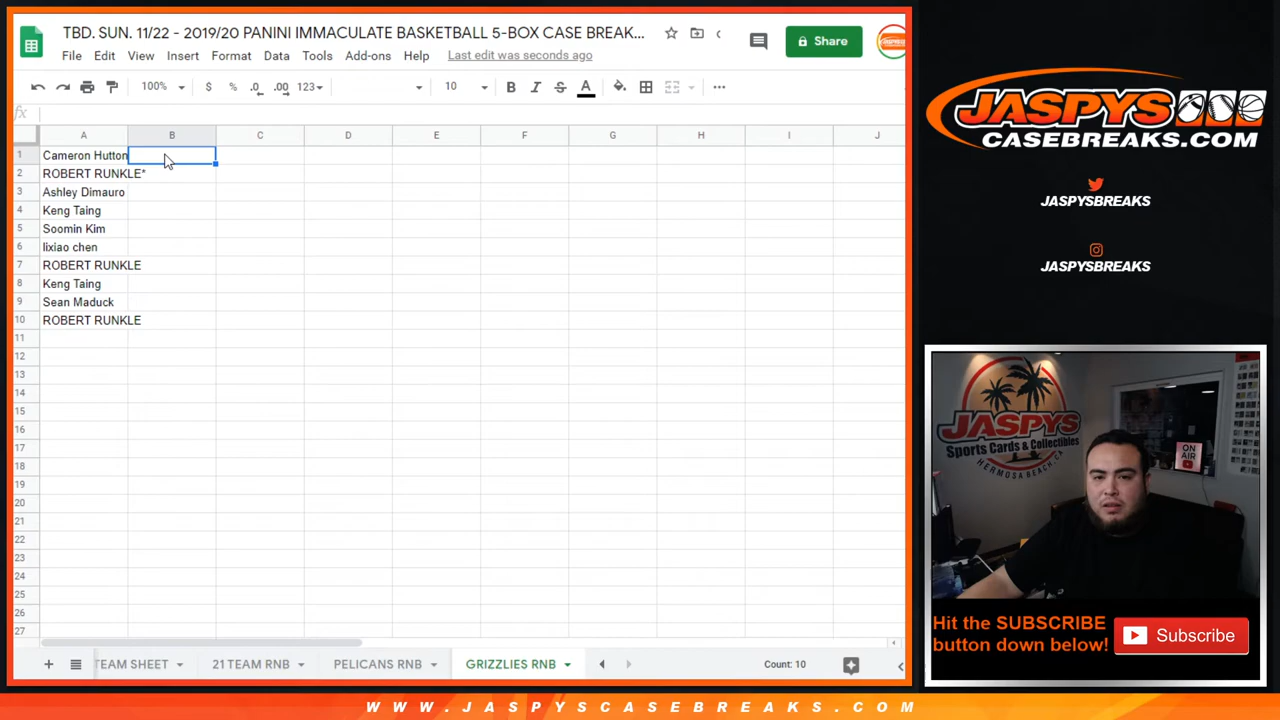 TBD. SUN. 11/22 - 2019/20 PANINI IMMACULATE BASKETBALL 5-BOX CASE BREAK...
File Edit View Insert Format Data Tools Add-ons Help Last edit was seconds ago
Share
100% $ % .0 .00 123 10 B I S A
fx
A B C D E F G H I J
1 Cameron Hutton
2 ROBERT RUNKLE*
3 Ashley Dimauro
4 Keng Taing
5 Soomin Kim
6 lixiao chen
7 ROBERT RUNKLE
8 Keng Taing
9 Sean Maduck
10 ROBERT RUNKLE
11
12
13
14
15
16
17
18
19
20
21
22
23
24
25
26
27
TEAM SHEET 21 TEAM RNB PELICANS RNB GRIZZLIES RNB Count: 10
JASPYS
CASEBREAKS.COM
JASPYSBREAKS
JASPYSBREAKS
JASPYS
Sports Cards & Collectibles
HERMOSA BEACH, CA
ON AIR
Hit the SUBSCRIBE
button down below!
Subscribe
WWW.JASPYSCASEBREAKS.COM